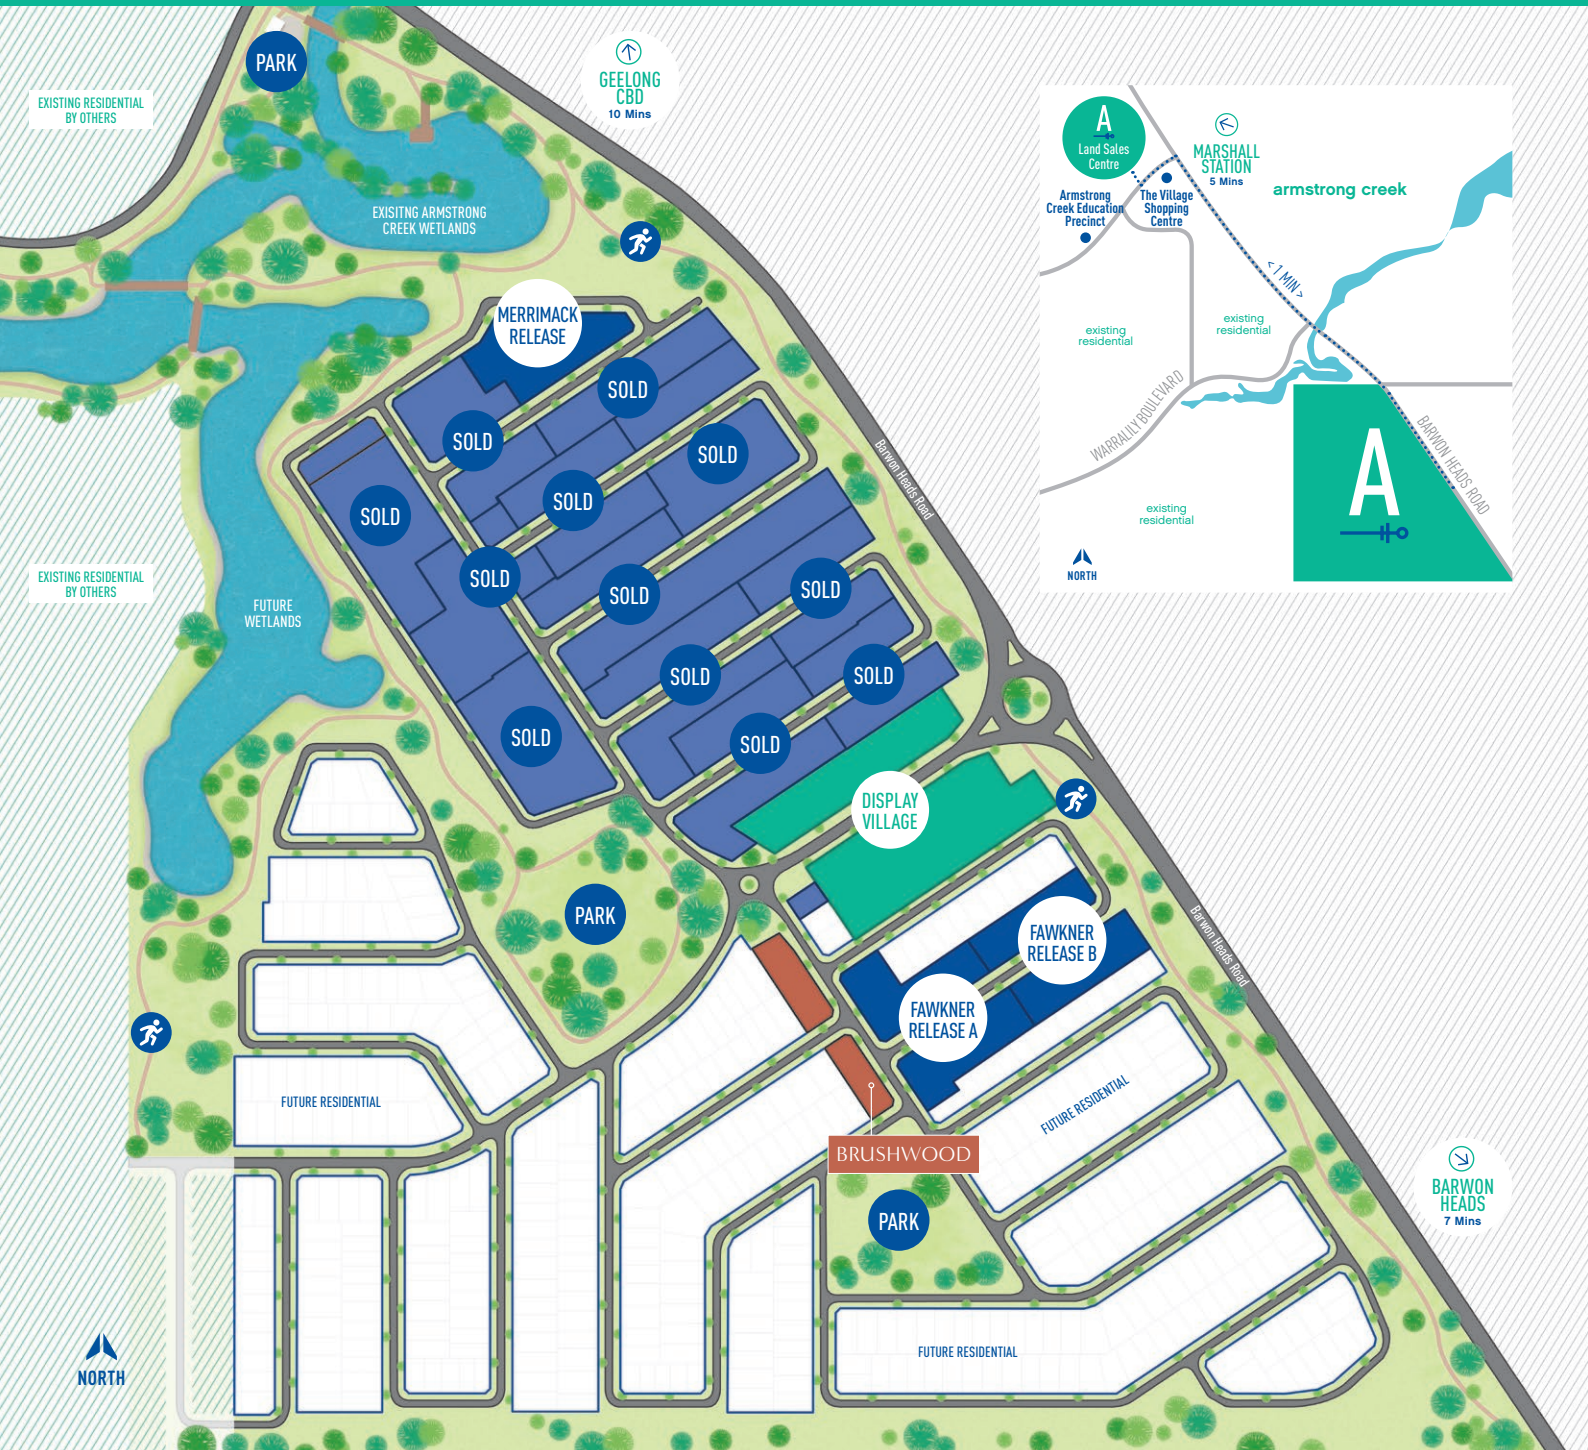 PARK
EXISTING RESIDENTIAL
BY OTHERS
GEELONG
CBD
10 Mins
EXISITNG ARMSTRONG
CREEK WETLANDS
MERRIMACK
RELEASE
SOLD
SOLD
SOLD
SOLD
SOLD
SOLD
SOLD
SOLD
SOLD
SOLD
SOLD
SOLD
Barwon Heads Road
EXISTING RESIDENTIAL
BY OTHERS
FUTURE
WETLANDS
DISPLAY
VILLAGE
PARK
FAWKNER
RELEASE B
FAWKNER
RELEASE A
Barwon Heads Road
FUTURE RESIDENTIAL
FUTURE RESIDENTIAL
BRUSHWOOD
PARK
FUTURE RESIDENTIAL
BARWON
HEADS
7 Mins
NORTH
A
Land Sales
Centre
MARSHALL
STATION
5 Mins
armstrong creek
Armstrong
Creek Education
Precinct
The Village
Shopping
Centre
< 1 MIN >
existing
residential
existing
residential
WARRALILY BOULEVARD
BARWON HEADS ROAD
A
existing
residential
NORTH